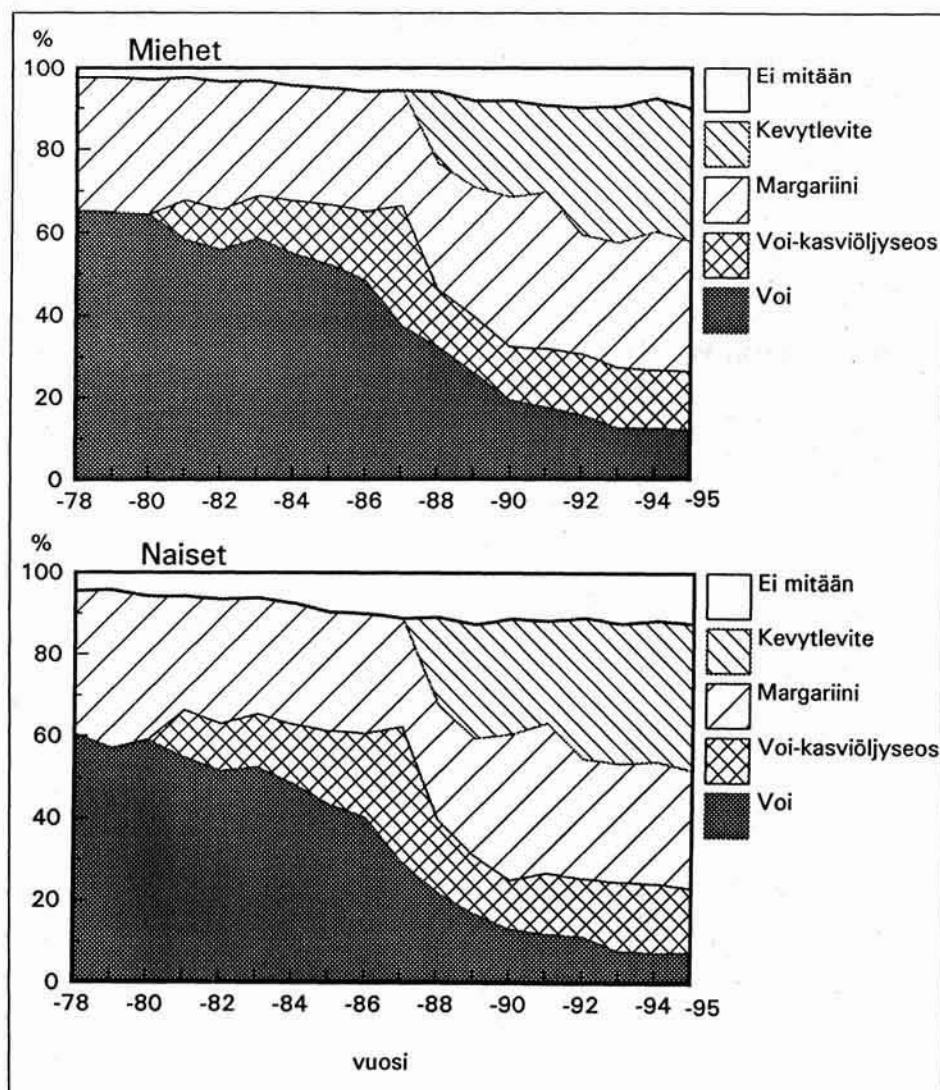 %
Miehet
100
80
60
40
20
0
-78 -80 -82 -84 -86 -88 -90 -92 -94 -95
Ei mitään
Kevytlevite
Margariini
Voi-kasviöljyseos
Voi
%
Naiset
100
80
60
40
20
0
-78 -80 -82 -84 -86 -88 -90 -92 -94 -95
Ei mitään
Kevytlevite
Margariini
Voi-kasviöljyseos
Voi
vuosi